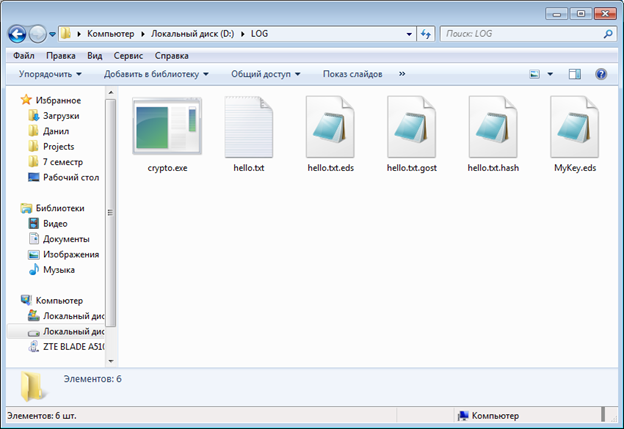 Компьютер Локальный диск (D:) LOG
Поиск: LOG
Файл Правка Вид Сервис Справка
Упорядочить Добавить в библиотеку Общий доступ Показ слайдов »
Избранное
Загрузки
Данил
Projects
7 семестр
Рабочий стол
Библиотеки
Видео
Документы
Изображения
Музыка
Компьютер
Локальный дис
Локальный дис
ZTE BLADE A510
crypto.exe
hello.txt
hello.txt.eds
hello.txt.gost
hello.txt.hash
MyKey.eds
Элементов: 6
Элементов: 6 шт.
Компьютер